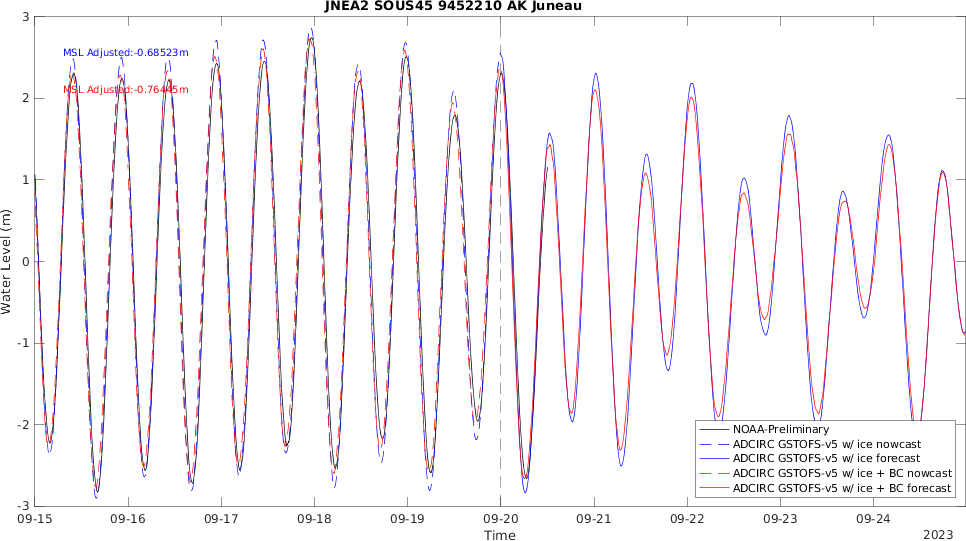 JNEA2 SOUS45 9452210 AK Juneau
MSL Adjusted:-0.68523m
MSL Adjusted:-0.76445m
Water Level (m)
3
2
1
0
-1
-2
-3
09-15 09-16 09-17 09-18 09-19 09-20 09-21 09-22 09-23 09-24
Time
2023
NOAA-Preliminary
ADCIRC GSTOFS-v5 w/ ice nowcast
ADCIRC GSTOFS-v5 w/ ice forecast
ADCIRC GSTOFS-v5 w/ ice + BC nowcast
ADCIRC GSTOFS-v5 w/ ice + BC forecast